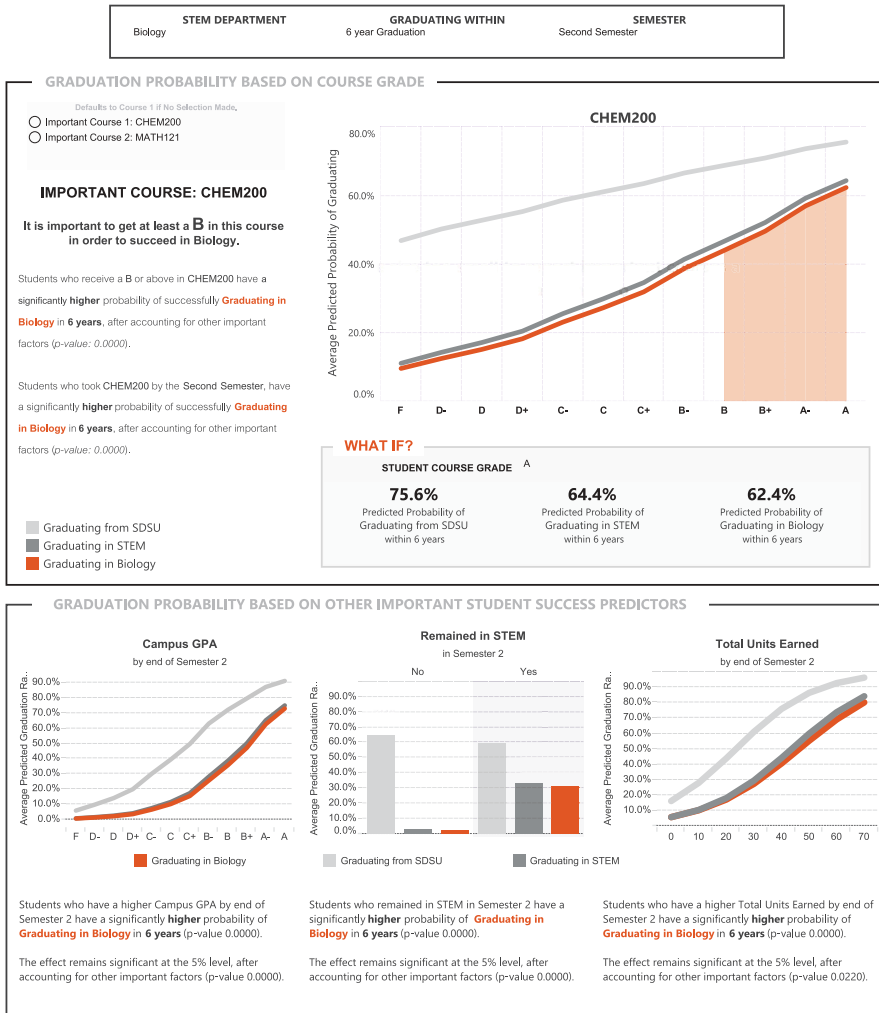 STEM DEPARTMENT GRADUATING WITHIN SEMESTER
Biology 6 year Graduation Second Semester
GRADUATION PROBABILITY BASED ON COURSE GRADE
Defaults to Course 1 if No Selection Made.
Important Course 1: CHEM200
Important Course 2: MATH121
IMPORTANT COURSE: CHEM200
It is important to get at least a B in this course
in order to succeed in Biology.
Students who receive a B or above in CHEM200 have a
significantly higher probability of successfully Graduating in
Biology in 6 years, after accounting for other important
factors (p-value: 0.0000).
Students who took CHEM200 by the Second Semester, have
a significantly higher probability of successfully Graduating
in Biology in 6 years, after accounting for other important
factors (p-value: 0.0000).
Graduating from SDSU
Graduating in STEM
Graduating in Biology
CHEM200
Average Predicted Probability of Graduating
80.0%
60.0%
40.0%
20.0%
0.0%
F D- D D+ C- C C+ B- B B+ A- A
WHAT IF?
STUDENT COURSE GRADE A
75.6% 64.4% 62.4%
Predicted Probability of Predicted Probability of Predicted Probability of
Graduating from SDSU Graduating in STEM Graduating in Biology
within 6 years within 6 years within 6 years
GRADUATION PROBABILITY BASED ON OTHER IMPORTANT STUDENT SUCCESS PREDICTORS
Campus GPA
by end of Semester 2
Average Predicted Graduation Ra..
90.0%
80.0%
70.0%
60.0%
50.0%
40.0%
30.0%
20.0%
10.0%
0.0%
F D- D D+ C- C C+ B- B B+ A- A
Remained in STEM
in Semester 2
No Yes
Average Predicted Graduation Ra..
90.0%
80.0%
70.0%
60.0%
50.0%
40.0%
30.0%
20.0%
10.0%
0.0%
Total Units Earned
by end of Semester 2
Average Predicted Graduation Ra..
90.0%
80.0%
70.0%
60.0%
50.0%
40.0%
30.0%
20.0%
10.0%
0 10 20 30 40 50 60 70
Graduating in Biology Graduating from SDSU Graduating in STEM
Students who have a higher Campus GPA by end of
Semester 2 have a significantly higher probability of
Graduating in Biology in 6 years (p-value 0.0000).
The effect remains significant at the 5% level, after
accounting for other important factors (p-value 0.0000).
Students who remained in STEM in Semester 2 have a
significantly higher probability of Graduating in
Biology in 6 years (p-value 0.0000).
The effect remains significant at the 5% level, after
accounting for other important factors (p-value 0.0000).
Students who have a higher Total Units Earned by end of
Semester 2 have a significantly higher probability of
Graduating in Biology in 6 years (p-value 0.0000).
The effect remains significant at the 5% level, after
accounting for other important factors (p-value 0.0220).